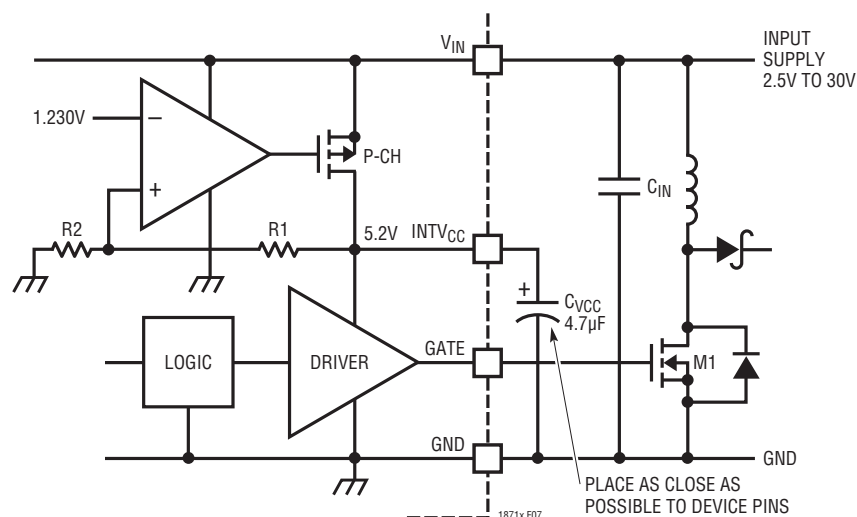 V_IN
INPUT
SUPPLY
2.5V TO 30V
1.230V
−
+
P-CH
C_IN
R2
R1
5.2V
INTV_CC
+
C_VCC
4.7µF
LOGIC
DRIVER
GATE
M1
GND
GND
PLACE AS CLOSE AS
POSSIBLE TO DEVICE PINS
1871x F07